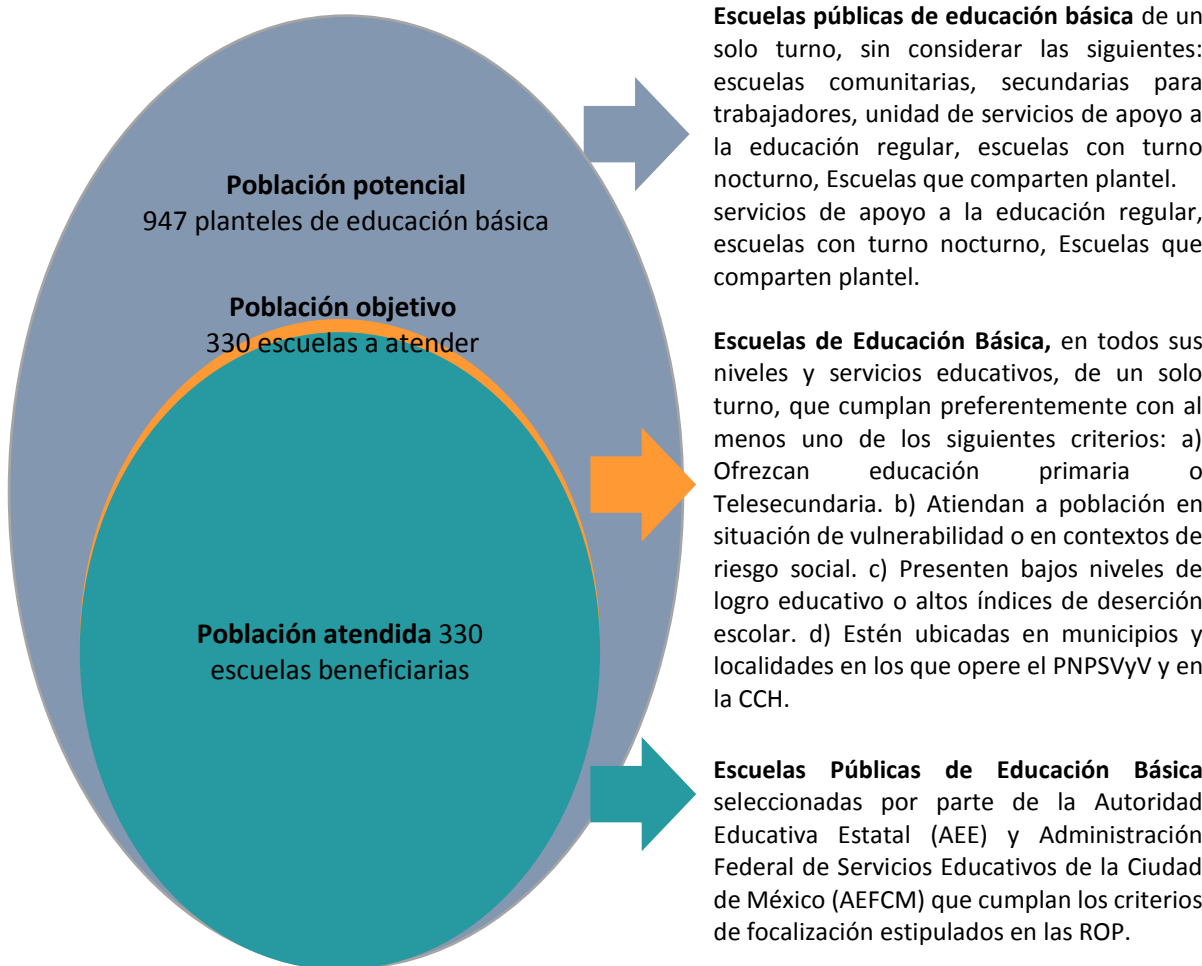 Población potencial
947 planteles de educación básica
Población objetivo
330 escuelas a atender
Población atendida 330
escuelas beneficiarias
Escuelas públicas de educación básica de un
solo turno, sin considerar las siguientes:
escuelas comunitarias, secundarias para
trabajadores, unidad de servicios de apoyo a
la educación regular, escuelas con turno
nocturno, Escuelas que comparten plantel.
servicios de apoyo a la educación regular,
escuelas con turno nocturno, Escuelas que
comparten plantel.
Escuelas de Educación Básica, en todos sus
niveles y servicios educativos, de un solo
turno, que cumplan preferentemente con al
menos uno de los siguientes criterios: a)
Ofrezcan educación primaria o
Telesecundaria. b) Atiendan a población en
situación de vulnerabilidad o en contextos de
riesgo social. c) Presenten bajos niveles de
logro educativo o altos índices de deserción
escolar. d) Estén ubicadas en municipios y
localidades en los que opere el PNPSVyV y en
la CCH.
Escuelas Públicas de Educación Básica
seleccionadas por parte de la Autoridad
Educativa Estatal (AEE) y Administración
Federal de Servicios Educativos de la Ciudad
de México (AEFCM) que cumplan los criterios
de focalización estipulados en las ROP.